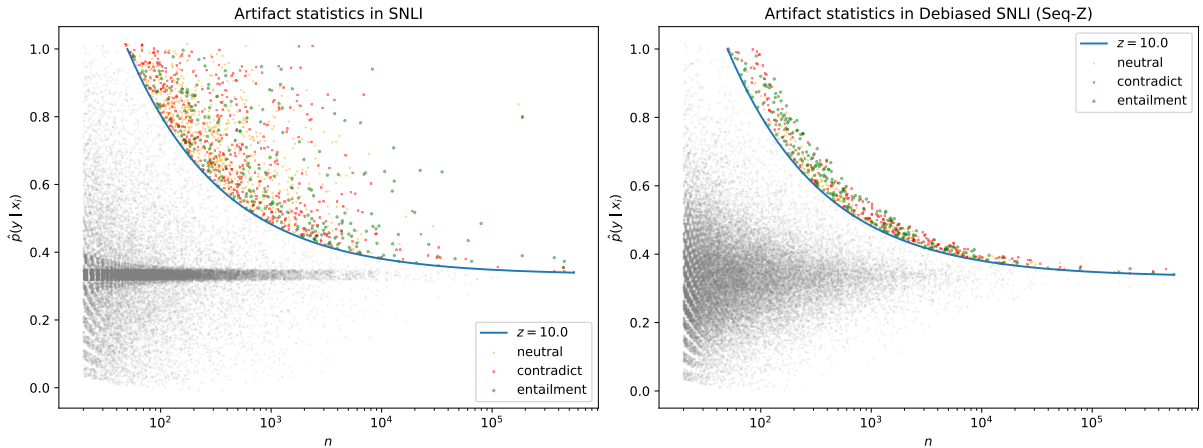 Artifact statistics in SNLI
1.0
0.8
0.6
0.4
0.2
0.0
p̂(y | xᵢ)
z = 10.0
neutral
contradict
entailment
10²
10³
10⁴
10⁵
n
Artifact statistics in Debiased SNLI (Seq-Z)
1.0
0.8
0.6
0.4
0.2
0.0
p̂(y | xᵢ)
z = 10.0
neutral
contradict
entailment
10²
10³
10⁴
10⁵
n